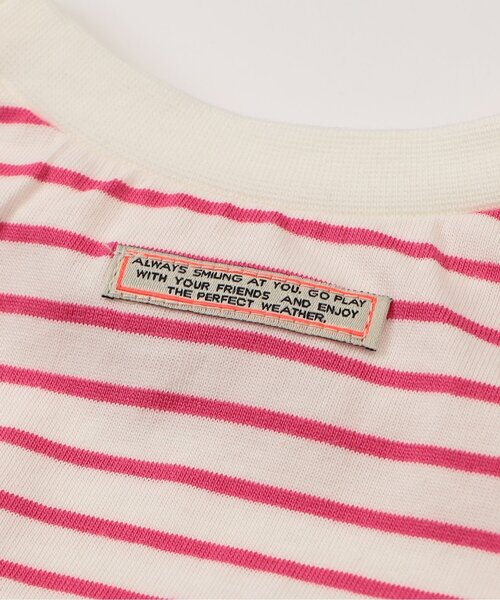 ALWAYS SMILING AT YOU. GO PLAY
WITH YOUR FRIENDS AND ENJOY
THE PERFECT WEATHER.